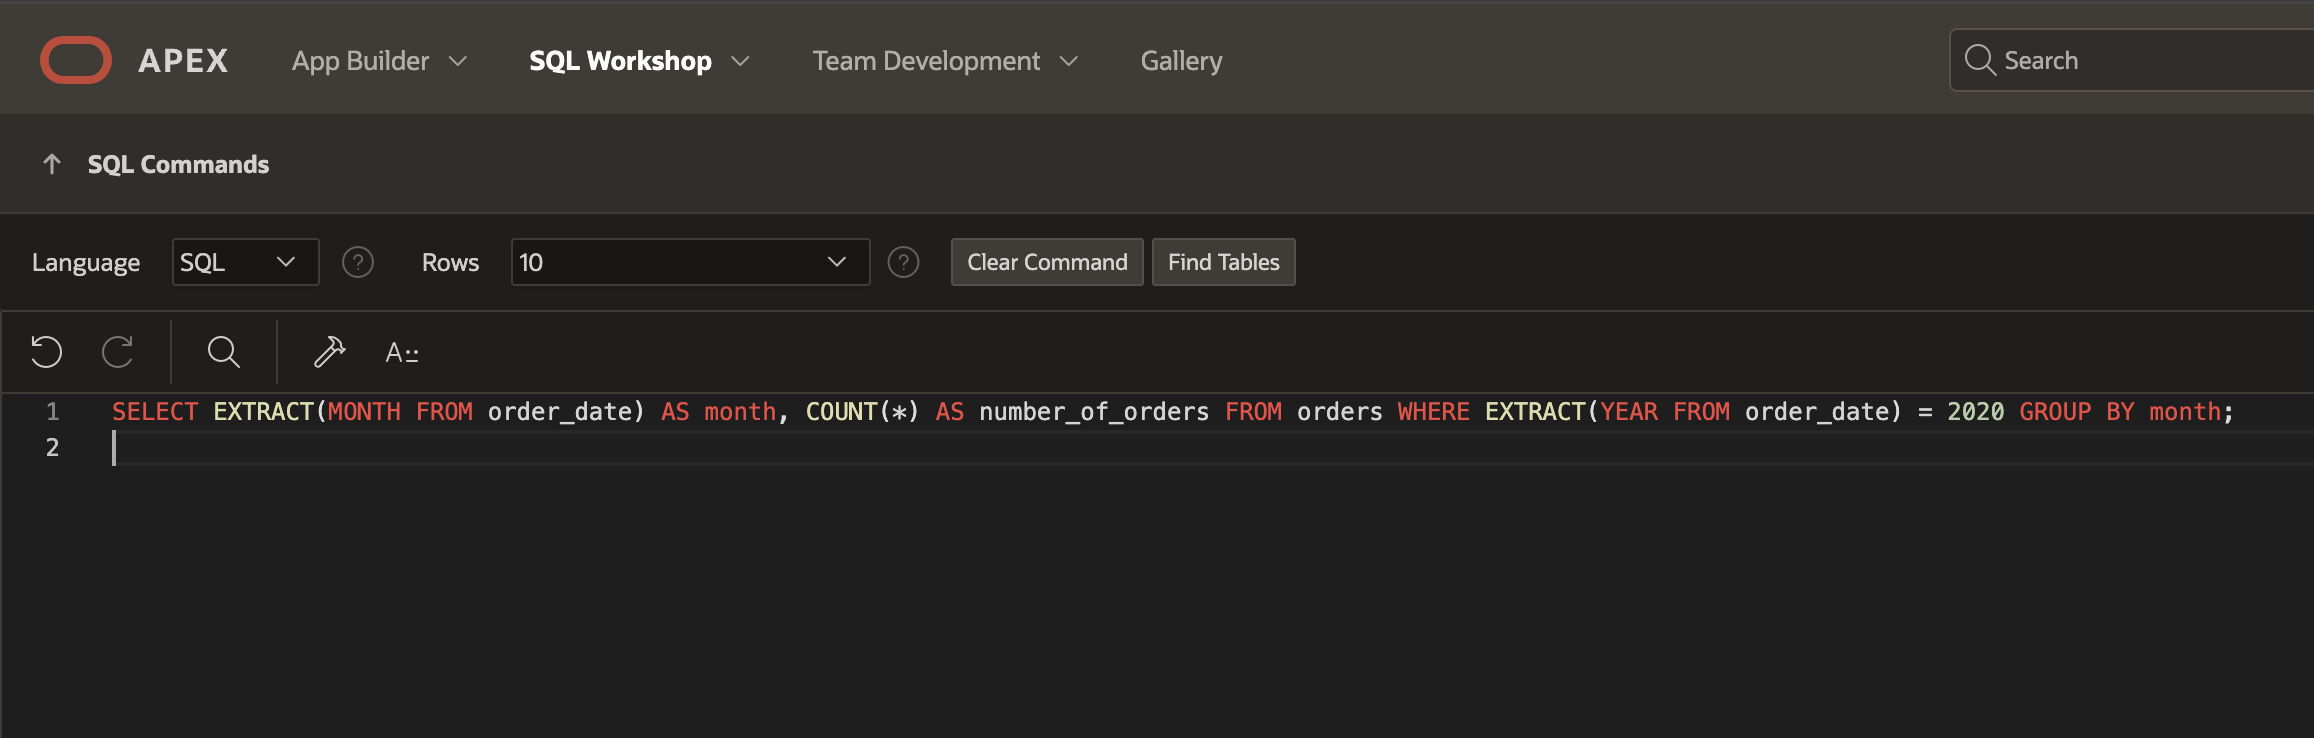 APEX App Builder SQL Workshop Team Development Gallery Search
SQL Commands
Language SQL ? Rows 10 ? Clear Command Find Tables
A::
1 SELECT EXTRACT(MONTH FROM order_date) AS month, COUNT(*) AS number_of_orders FROM orders WHERE EXTRACT(YEAR FROM order_date) = 2020 GROUP BY month;
2